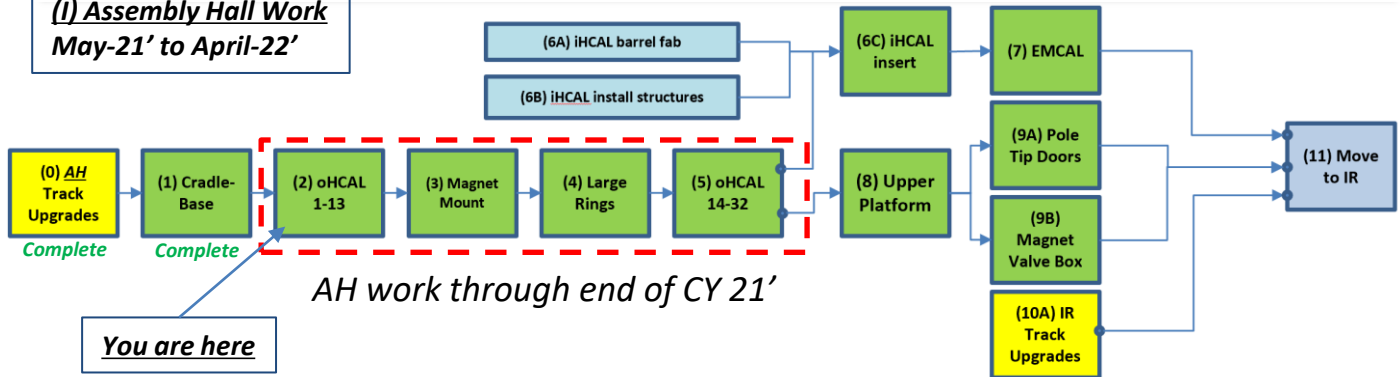 (I) Assembly Hall Work
May-21’ to April-22’
(6A) iHCAL barrel fab
(6B) iHCAL install structures
(6C) iHCAL
insert
(7) EMCAL
(9A) Pole
Tip Doors
(0) AH
Track
Upgrades
Complete
(1) Cradle-
Base
Complete
(2) oHCAL
1-13
(3) Magnet
Mount
(4) Large
Rings
(5) oHCAL
14-32
(8) Upper
Platform
(9B)
Magnet
Valve Box
(11) Move
to IR
AH work through end of CY 21’
(10A) IR
Track
Upgrades
You are here